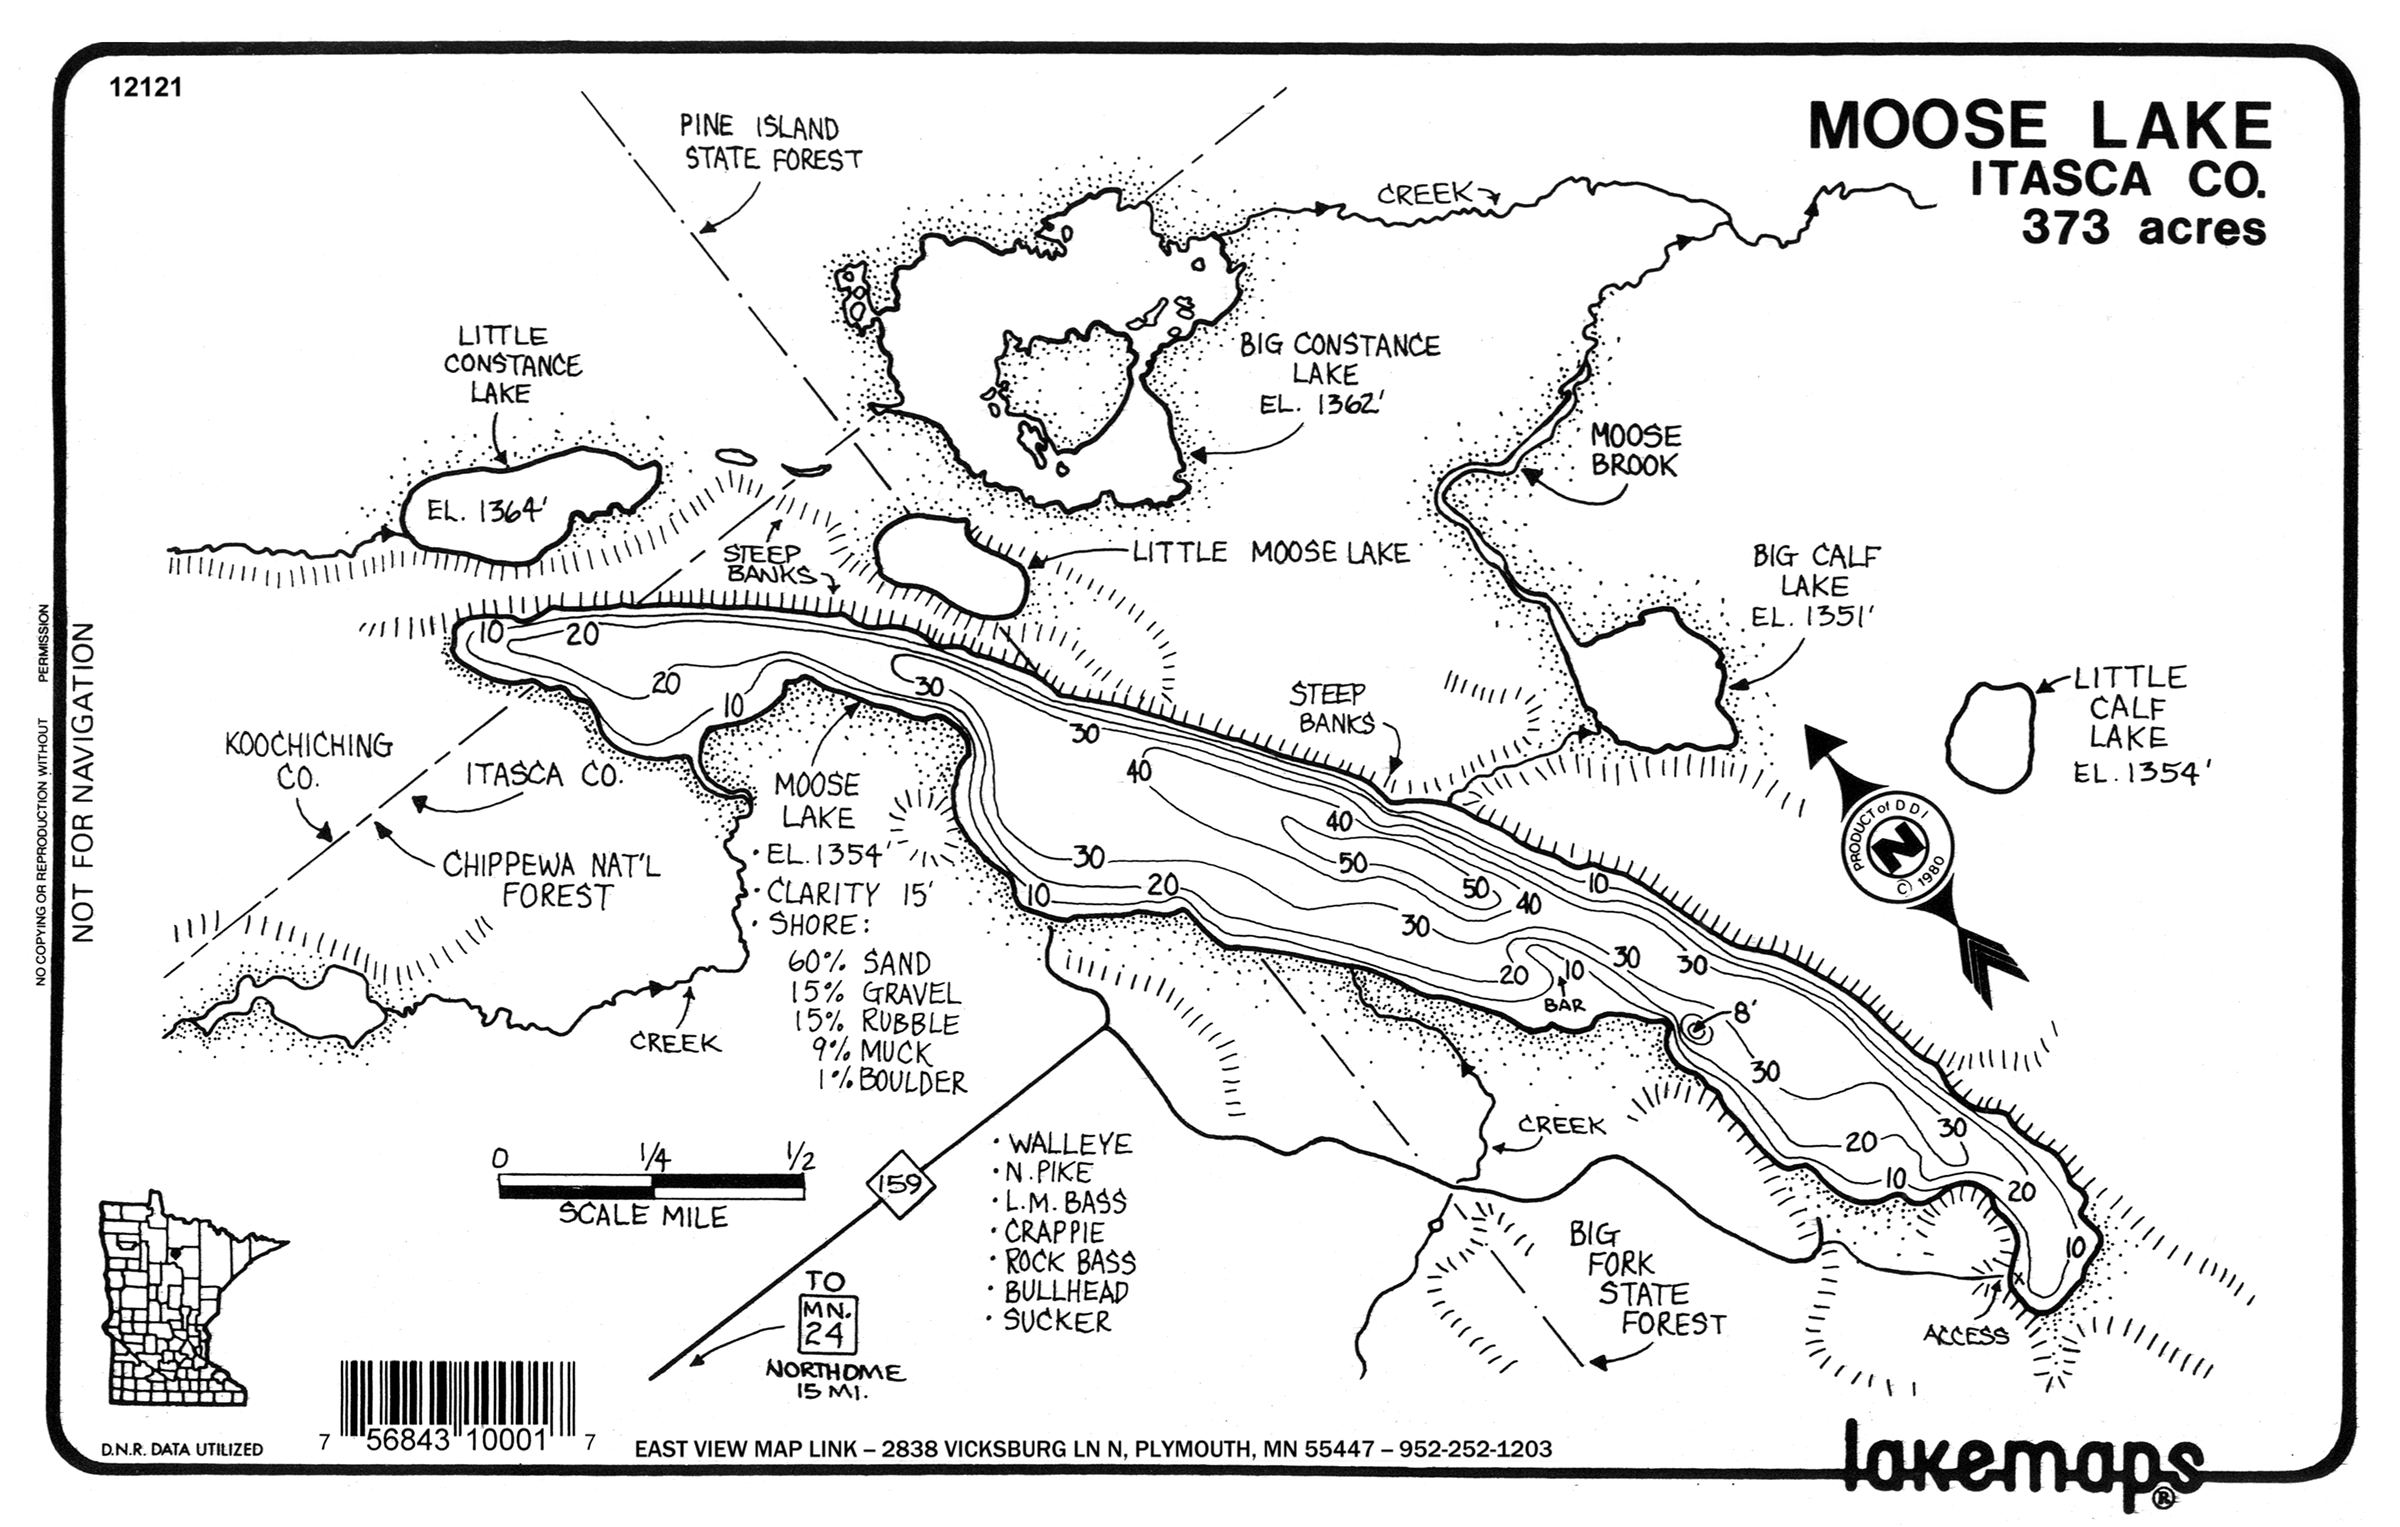 12121
MOOSE LAKE
ITASCA CO.
373 acres
PINE ISLAND
STATE FOREST
CREEK
LITTLE
CONSTANCE
LAKE
EL. 1364'
BIG CONSTANCE
LAKE
EL. 1362'
MOOSE
BROOK
STEEP
BANKS
LITTLE MOOSE LAKE
BIG CALF
LAKE
EL. 1351'
LITTLE
CALF
LAKE
EL. 1354'
STEEP
BANKS
10
20
20
10
30
30
40
40
50
50
40
10
30
20
10
30
30
30
20
10
BAR
8'
30
30
20
10
20
10
KOOCHICHING
CO.
ITASCA CO.
CHIPPEWA NAT'L
FOREST
MOOSE
LAKE
• EL. 1354'
• CLARITY 15'
• SHORE:
60% SAND
15% GRAVEL
15% RUBBLE
9% MUCK
1% BOULDER
PRODUCT of D D I
N
© 1980
CREEK
CREEK
0 1/4 1/2
SCALE MILE
159
• WALLEYE
• N. PIKE
• L.M. BASS
• CRAPPIE
• ROCK BASS
• BULLHEAD
• SUCKER
TO
MN.
24
NORTHOME
15 MI.
BIG
FORK
STATE
FOREST
ACCESS
x
NO COPYING OR REPRODUCTION WITHOUT PERMISSION
NOT FOR NAVIGATION
D.N.R. DATA UTILIZED
7 56843 10001 7
EAST VIEW MAP LINK – 2838 VICKSBURG LN N, PLYMOUTH, MN 55447 – 952-252-1203
lakemaps®